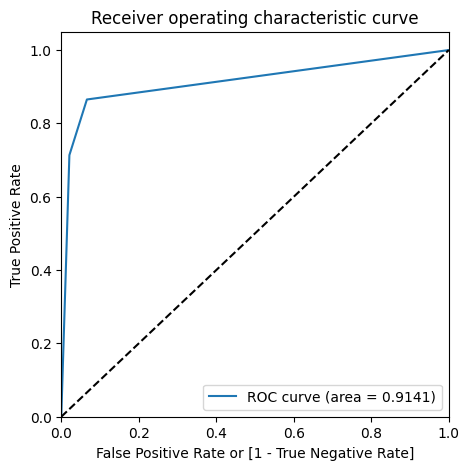 Receiver operating characteristic curve
1.0
0.8
0.6
0.4
0.2
0.0
True Positive Rate
ROC curve (area = 0.9141)
0.0 0.2 0.4 0.6 0.8 1.0
False Positive Rate or [1 - True Negative Rate]